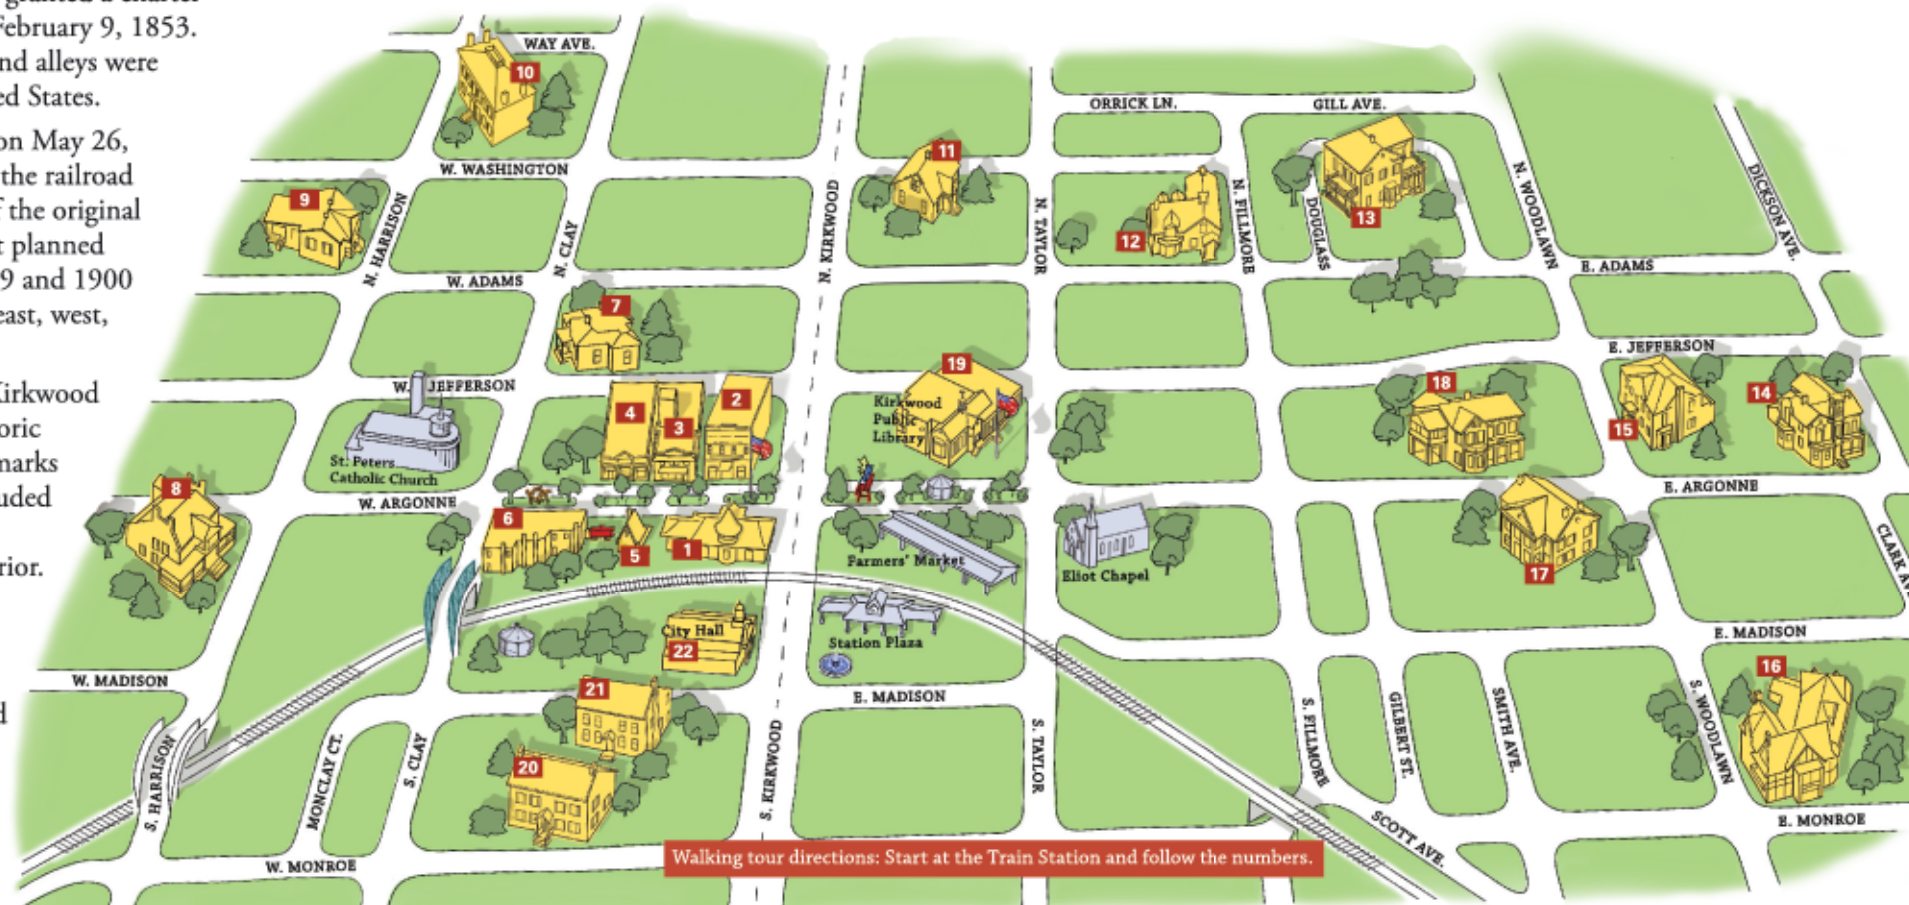 granted a charter
February 9, 1853.
nd alleys were
ed States.
on May 26,
the railroad
f the original
t planned
9 and 1900
east, west,
Kirkwood
oric
marks
uded
rior.
d
WAY AVE.
10
W. WASHINGTON
9
N. HARRISON
N. CLAY
W. ADAMS
7
N. KIRKWOOD
11
N. TAYLOR
ORRICK LN.
GILL AVE.
12
N. FILLMORE
DOUGLASS
13
N. WOODLAWN
DICKSON AVE.
E. ADAMS
W. JEFFERSON
E. JEFFERSON
4
3
2
19
Kirkwood
Public
Library
18
15
14
St. Peters
Catholic Church
8
W. ARGONNE
E. ARGONNE
6
5
1
Farmers' Market
Eliot Chapel
17
CLARK AV
City Hall
22
Station Plaza
W. MADISON
E. MADISON
E. MADISON
16
21
20
S. HARRISON
MONCLAY CT.
S. CLAY
S. KIRKWOOD
S. TAYLOR
S. FILLMORE
GILBERT ST.
SMITH AVE.
S. WOODLAWN
SCOTT AVE.
W. MONROE
E. MONROE
Walking tour directions: Start at the Train Station and follow the numbers.